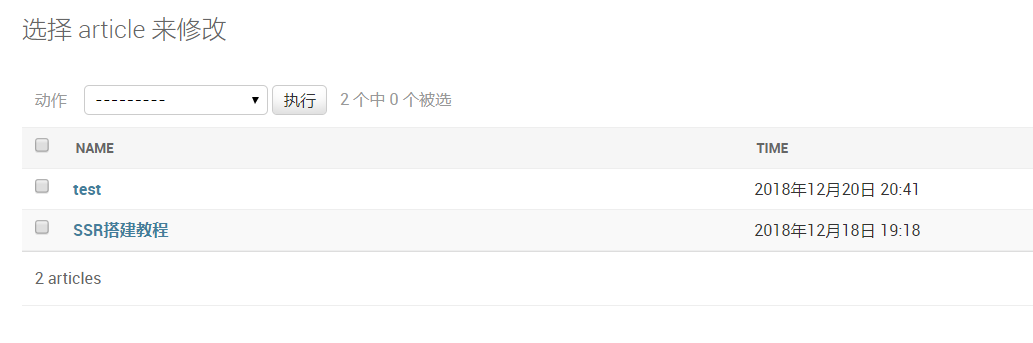 选择 article 来修改
动作 --------- 执行 2 个中 0 个被选
NAME TIME
test 2018年12月20日 20:41
SSR搭建教程 2018年12月18日 19:18
2 articles